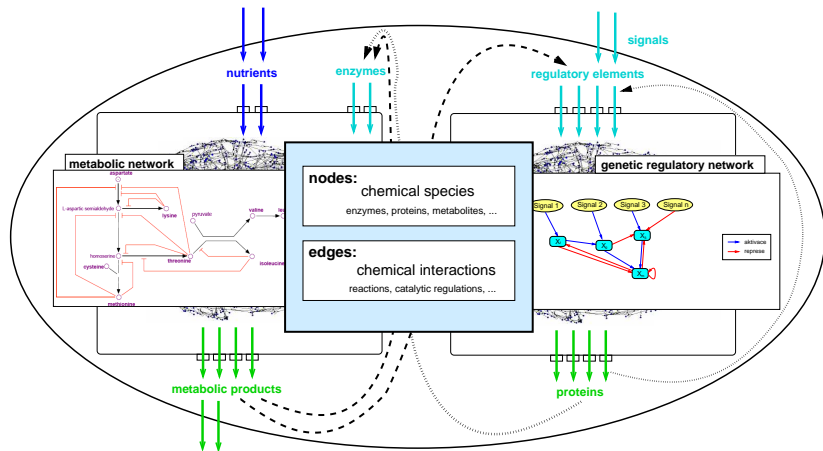 signals
nutrients
enzymes
regulatory elements
metabolic network
genetic regulatory network
aspartate
L-aspartic semialdehyde
lysine
pyruvate
valine
homoserine
cysteine
threonine
isoleucine
methionine
nodes:
chemical species
enzymes, proteins, metabolites, ...
edges:
chemical interactions
reactions, catalytic regulations, ...
Signal 1
Signal 2
Signal 3
Signal n
aktivace
represe
metabolic products
proteins